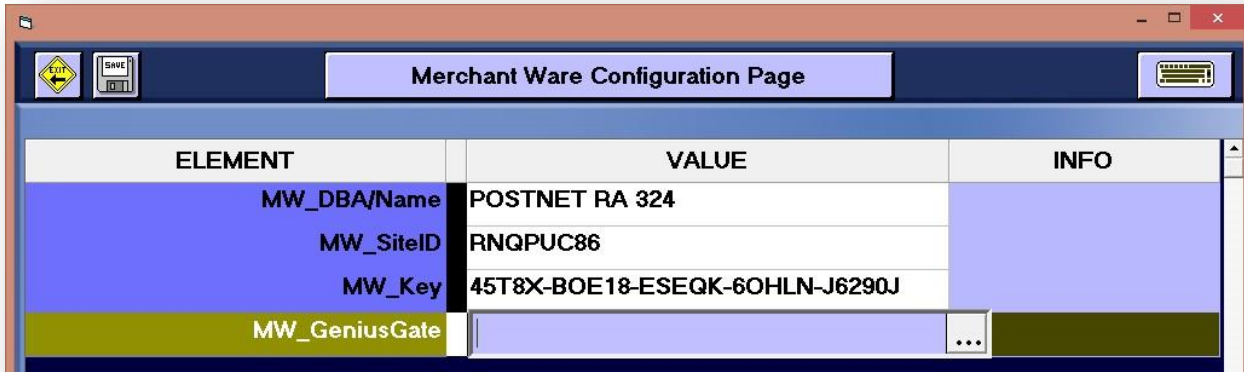 EXIT
SAVE
Merchant Ware Configuration Page
ELEMENT VALUE INFO
MW_DBA/Name POSTNET RA 324
MW_SiteID RNQPUC86
MW_Key 45T8X-BOE18-ESEQK-6OHLN-J6290J
MW_GeniusGate ...